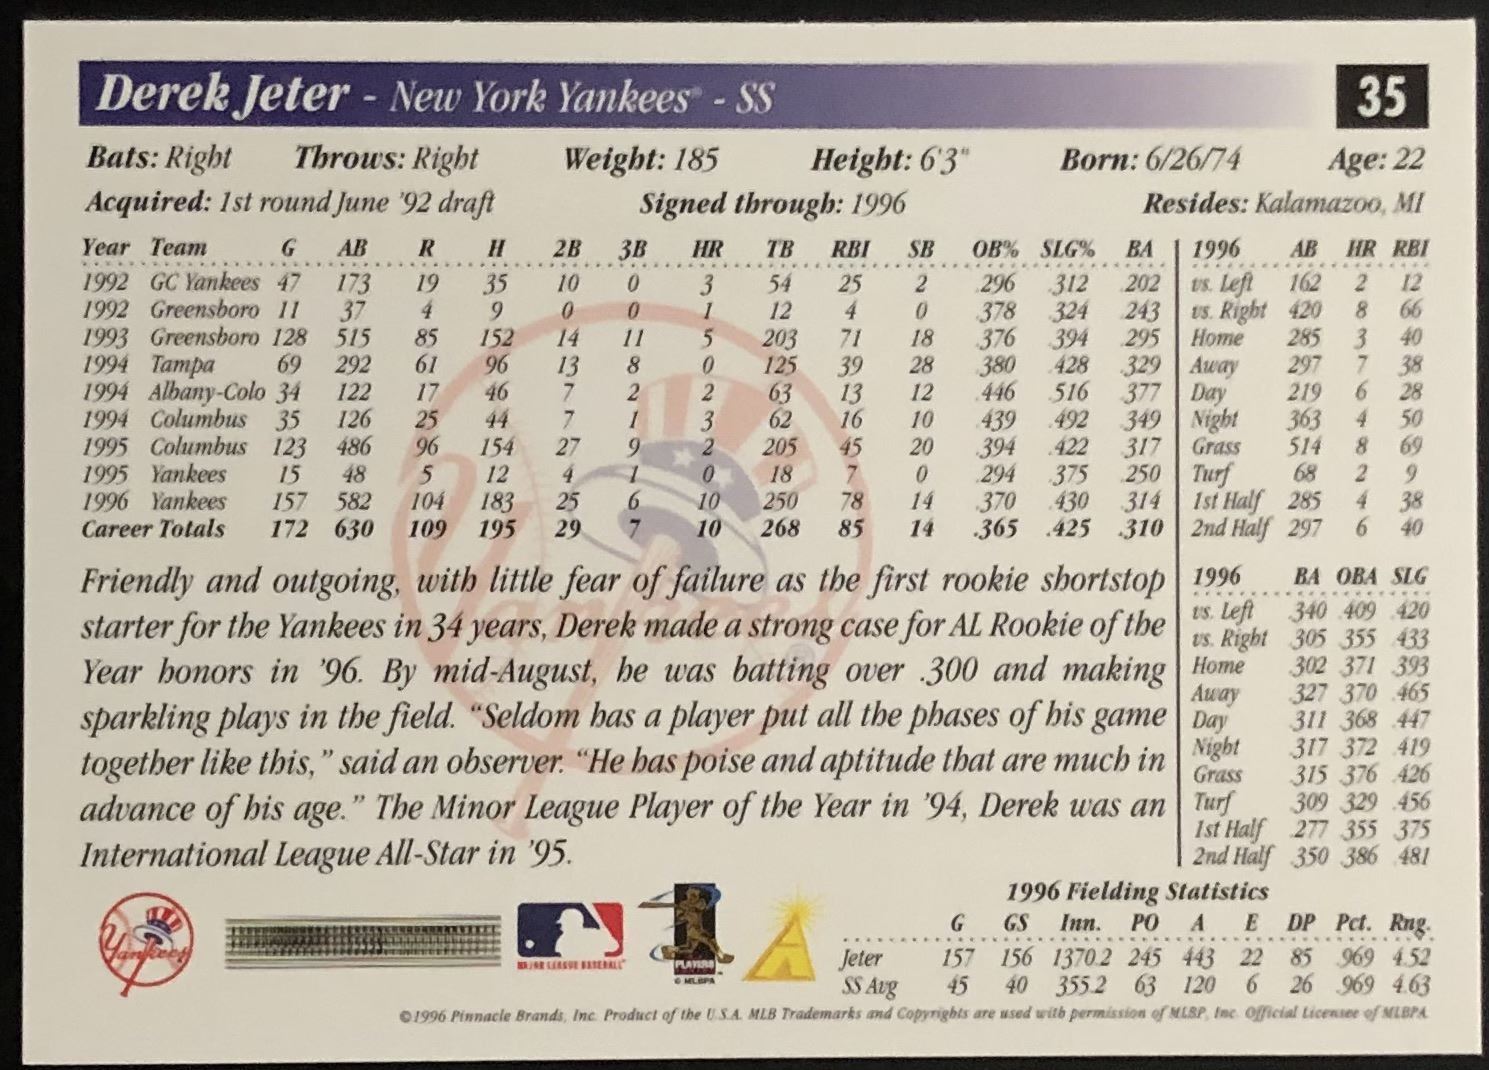 Derek Jeter - New York Yankees® - SS 35
Bats: Right Throws: Right Weight: 185 Height: 6'3" Born: 6/26/74 Age: 22
Acquired: 1st round June '92 draft Signed through: 1996 Resides: Kalamazoo, MI
Year Team G AB R H 2B 3B HR TB RBI SB OB% SLG% BA
1992 GC Yankees 47 173 19 35 10 0 3 54 25 2 .296 .312 .202
1992 Greensboro 11 37 4 9 0 0 1 12 4 0 .378 .324 .243
1993 Greensboro 128 515 85 152 14 11 5 203 71 18 .376 .394 .295
1994 Tampa 69 292 61 96 13 8 0 125 39 28 .380 .428 .329
1994 Albany-Colo 34 122 17 46 7 2 2 63 13 12 .446 .516 .377
1994 Columbus 35 126 25 44 7 1 3 62 16 10 .439 .492 .349
1995 Columbus 123 486 96 154 27 9 2 205 45 20 .394 .422 .317
1995 Yankees 15 48 5 12 4 1 0 18 7 0 .294 .375 .250
1996 Yankees 157 582 104 183 25 6 10 250 78 14 .370 .430 .314
Career Totals 172 630 109 195 29 7 10 268 85 14 .365 .425 .310
1996 AB HR RBI
vs. Left 162 2 12
vs. Right 420 8 66
Home 285 3 40
Away 297 7 38
Day 219 6 28
Night 363 4 50
Grass 514 8 69
Turf 68 2 9
1st Half 285 4 38
2nd Half 297 6 40
Friendly and outgoing, with little fear of failure as the first rookie shortstop
starter for the Yankees in 34 years, Derek made a strong case for AL Rookie of the
Year honors in '96. By mid-August, he was batting over .300 and making
sparkling plays in the field. “Seldom has a player put all the phases of his game
together like this,” said an observer. “He has poise and aptitude that are much in
advance of his age.” The Minor League Player of the Year in '94, Derek was an
International League All-Star in '95.
1996 BA OBA SLG
vs. Left .340 .409 .420
vs. Right .305 .355 .433
Home .302 .371 .393
Away .327 .370 .465
Day .311 .368 .447
Night .317 .372 .419
Grass .315 .376 .426
Turf .309 .329 .456
1st Half .277 .355 .375
2nd Half .350 .386 .481
Yankees
MAJOR LEAGUE BASEBALL
PLAYERS
© MLBPA
1996 Fielding Statistics
G GS Inn. PO A E DP Pct. Rng.
Jeter 157 156 1370.2 245 443 22 85 .969 4.52
SS Avg 45 40 355.2 63 120 6 26 .969 4.63
©1996 Pinnacle Brands, Inc. Product of the U.S.A. MLB Trademarks and Copyrights are used with permission of MLBP, Inc. Official Licensee of MLBPA